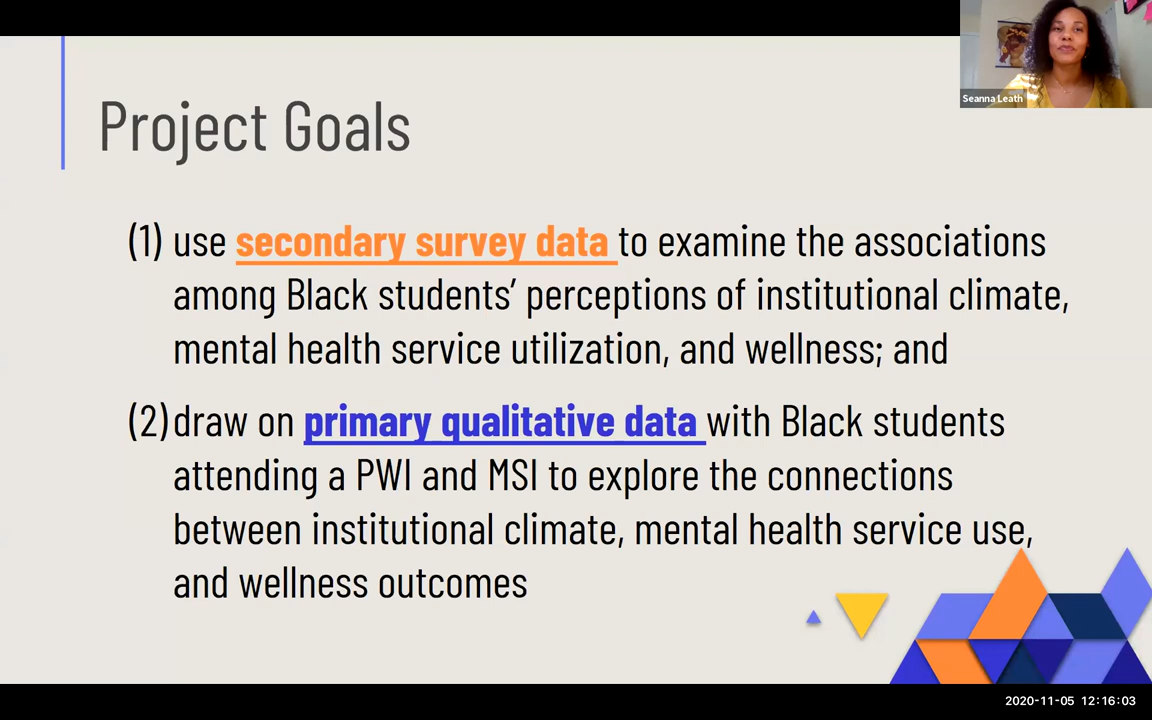 Seanna Leath
Project Goals
(1) use secondary survey data to examine the associations
among Black students’ perceptions of institutional climate,
mental health service utilization, and wellness; and
(2) draw on primary qualitative data with Black students
attending a PWI and MSI to explore the connections
between institutional climate, mental health service use,
and wellness outcomes
2020-11-05 12:16:03